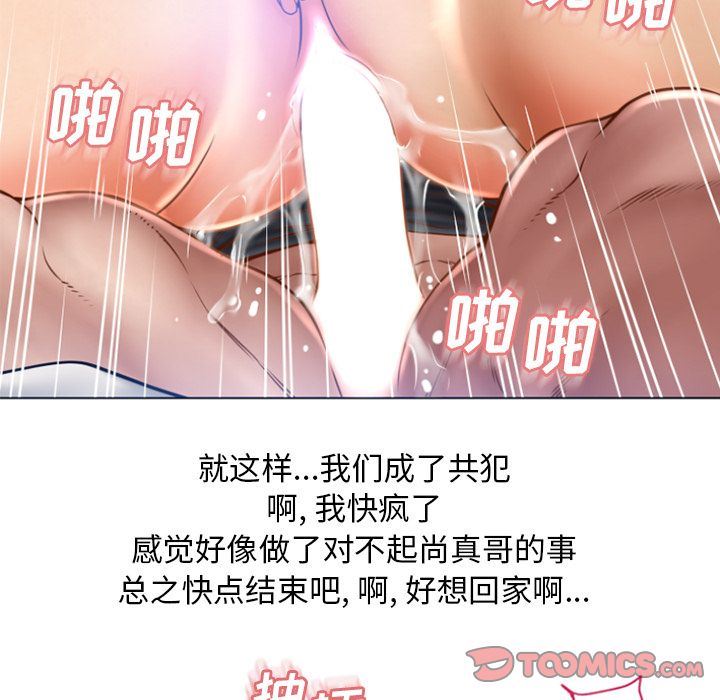 啪啪
啪啪
啪啪
就这样...我们成了共犯
啊, 我快疯了
感觉好像做了对不起尚真哥的事
总之快点结束吧, 啊, 好想回家啊...
TOOMICS.COM